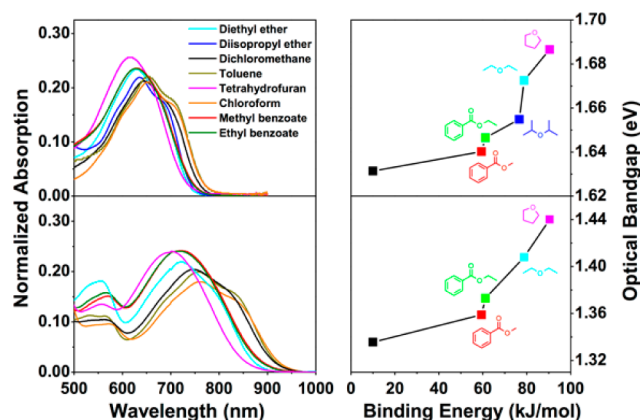 Normalized Absorption
0.30
0.20
0.10
0.00
Diethyl ether
Diisopropyl ether
Dichloromethane
Toluene
Tetrahydrofuran
Chloroform
Methyl benzoate
Ethyl benzoate
0.30
0.20
0.10
0.00
500 600 700 800 900 1000
Wavelength (nm)
O
O
O
O
O
O
O
1.70
1.68
1.66
1.64
1.62
O
O
O
O
O
O
1.44
1.40
1.36
1.32
Optical Bandgap (eV)
0 20 40 60 80 100
Binding Energy (kJ/mol)